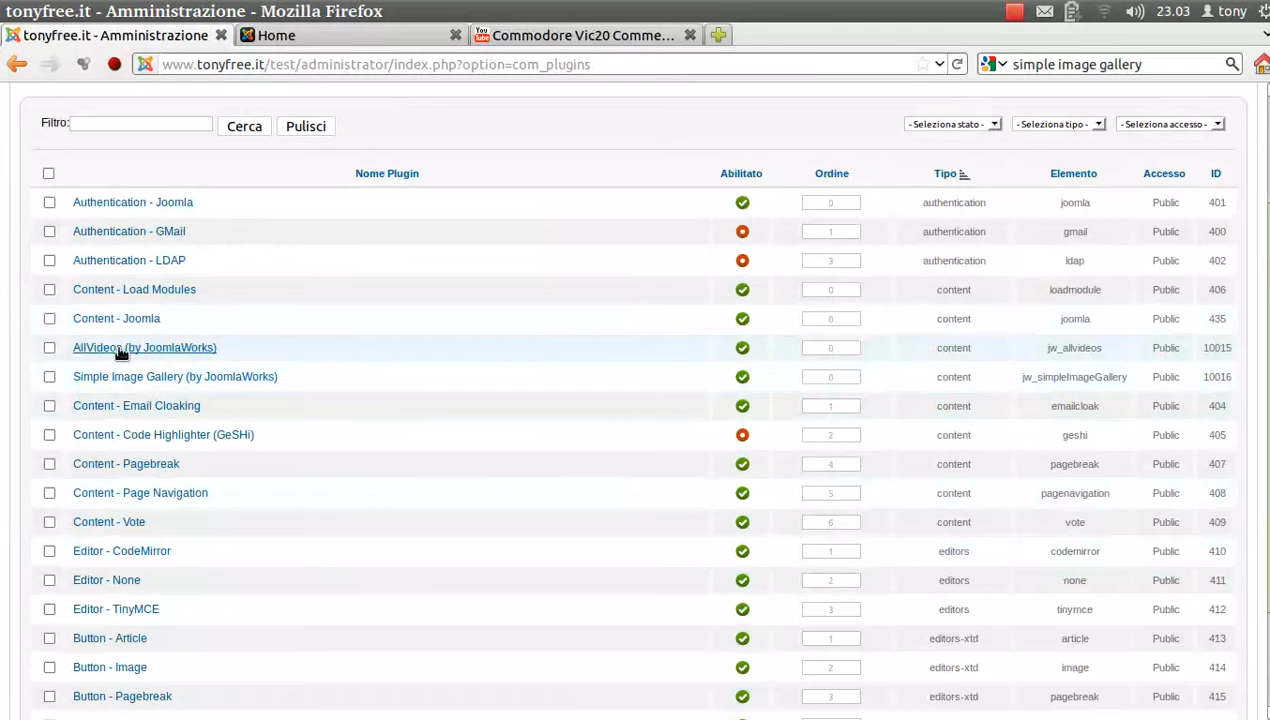 tonyfree.it - Amministrazione - Mozilla Firefox 23.03 tony
tonyfree.it - Amministrazione Home You Tube Commodore Vic20 Comme...
www.tonyfree.it/test/administrator/index.php?option=com_plugins simple image gallery
Filtro: Cerca Pulisci - Seleziona stato - - Seleziona tipo - - Seleziona accesso -
Nome Plugin Abilitato Ordine Tipo Elemento Accesso ID
Authentication - Joomla 0 authentication joomla Public 401
Authentication - GMail 1 authentication gmail Public 400
Authentication - LDAP 3 authentication ldap Public 402
Content - Load Modules 0 content loadmodule Public 406
Content - Joomla 0 content joomla Public 435
AllVideos (by JoomlaWorks) 0 content jw_allvideos Public 10015
Simple Image Gallery (by JoomlaWorks) 0 content jw_simpleImageGallery Public 10016
Content - Email Cloaking 1 content emailcloak Public 404
Content - Code Highlighter (GeSHi) 2 content geshi Public 405
Content - Pagebreak 4 content pagebreak Public 407
Content - Page Navigation 5 content pagenavigation Public 408
Content - Vote 6 content vote Public 409
Editor - CodeMirror 1 editors codemirror Public 410
Editor - None 2 editors none Public 411
Editor - TinyMCE 3 editors tinymce Public 412
Button - Article 1 editors-xtd article Public 413
Button - Image 2 editors-xtd image Public 414
Button - Pagebreak 3 editors-xtd pagebreak Public 415